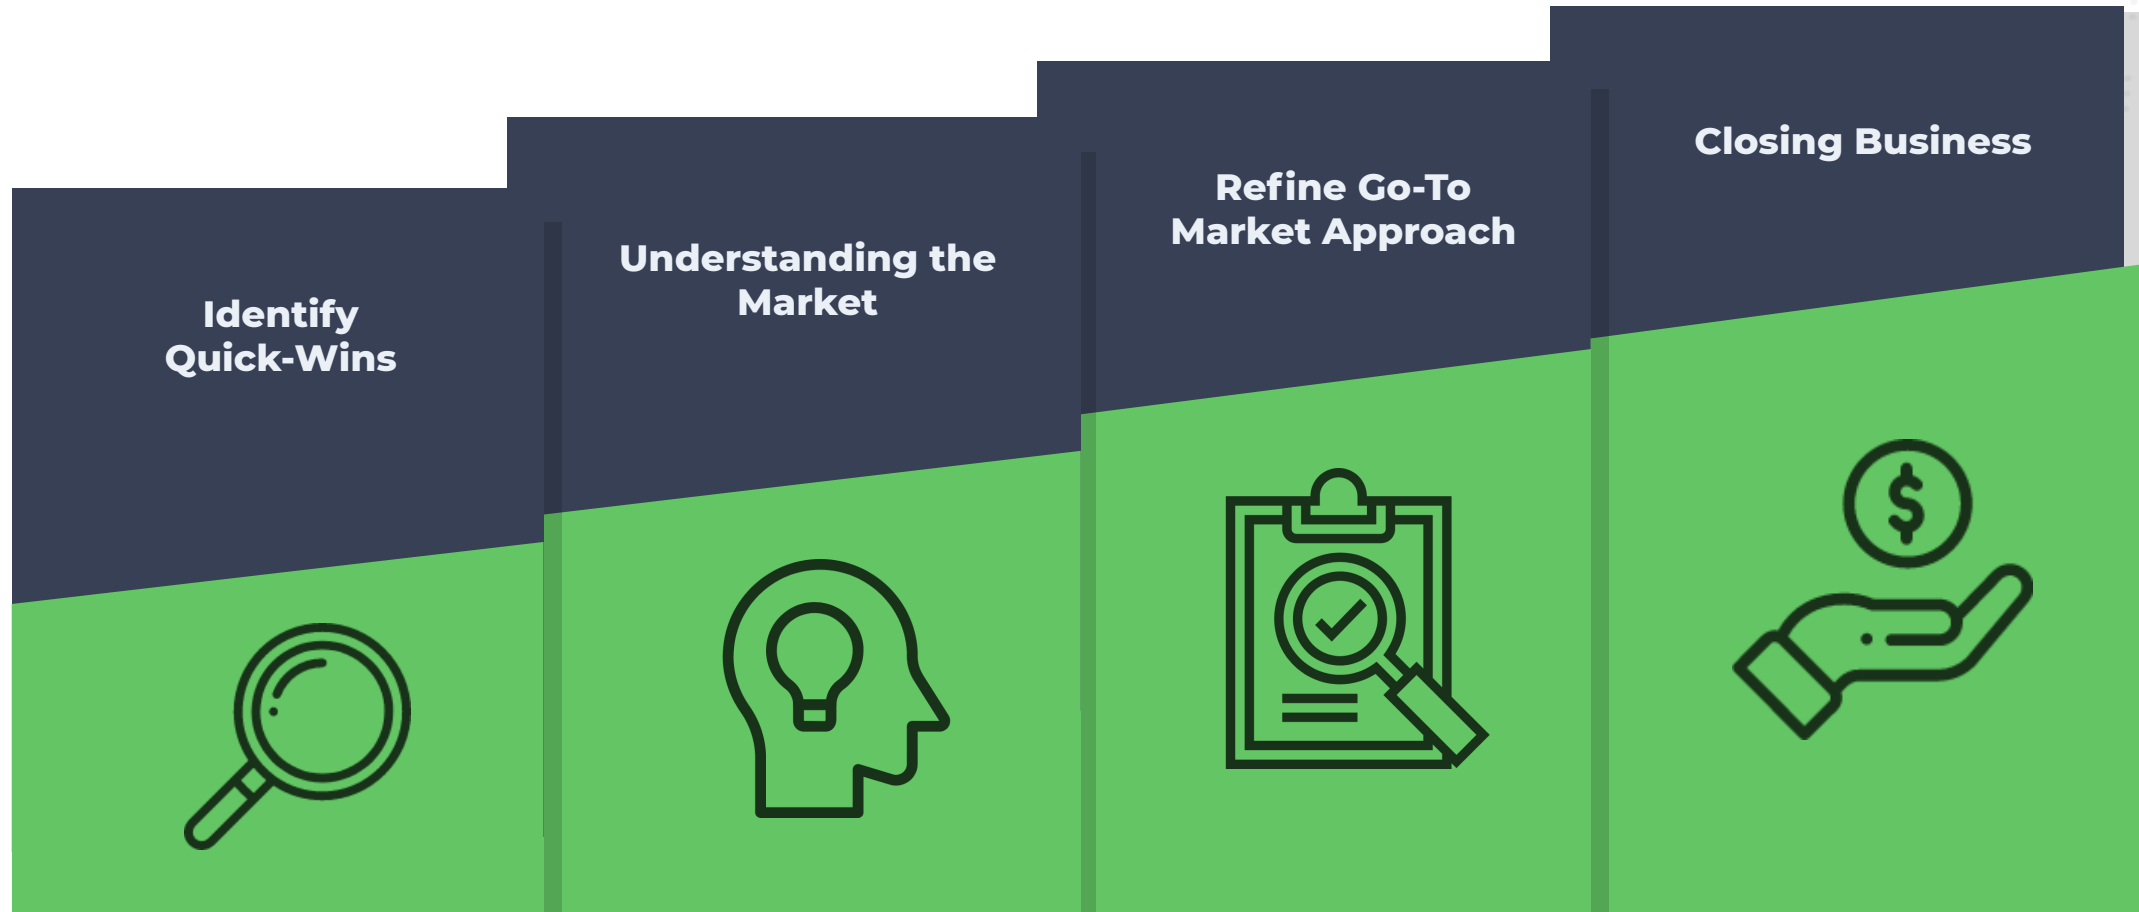 Identify
Quick-Wins
Understanding the
Market
Refine Go-To
Market Approach
Closing Business
$